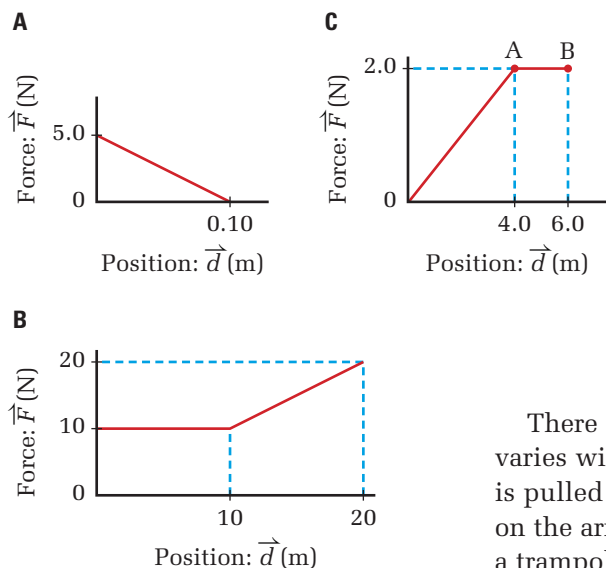 A
Force: F (N)
5.0
0
0.10
Position: d (m)
C
A B
Force: F (N)
2.0
0
4.0 6.0
Position: d (m)
B
Force: F (N)
20
10
0
10 20
Position: d (m)
There
varies wi
is pulled
on the ar
a trampol